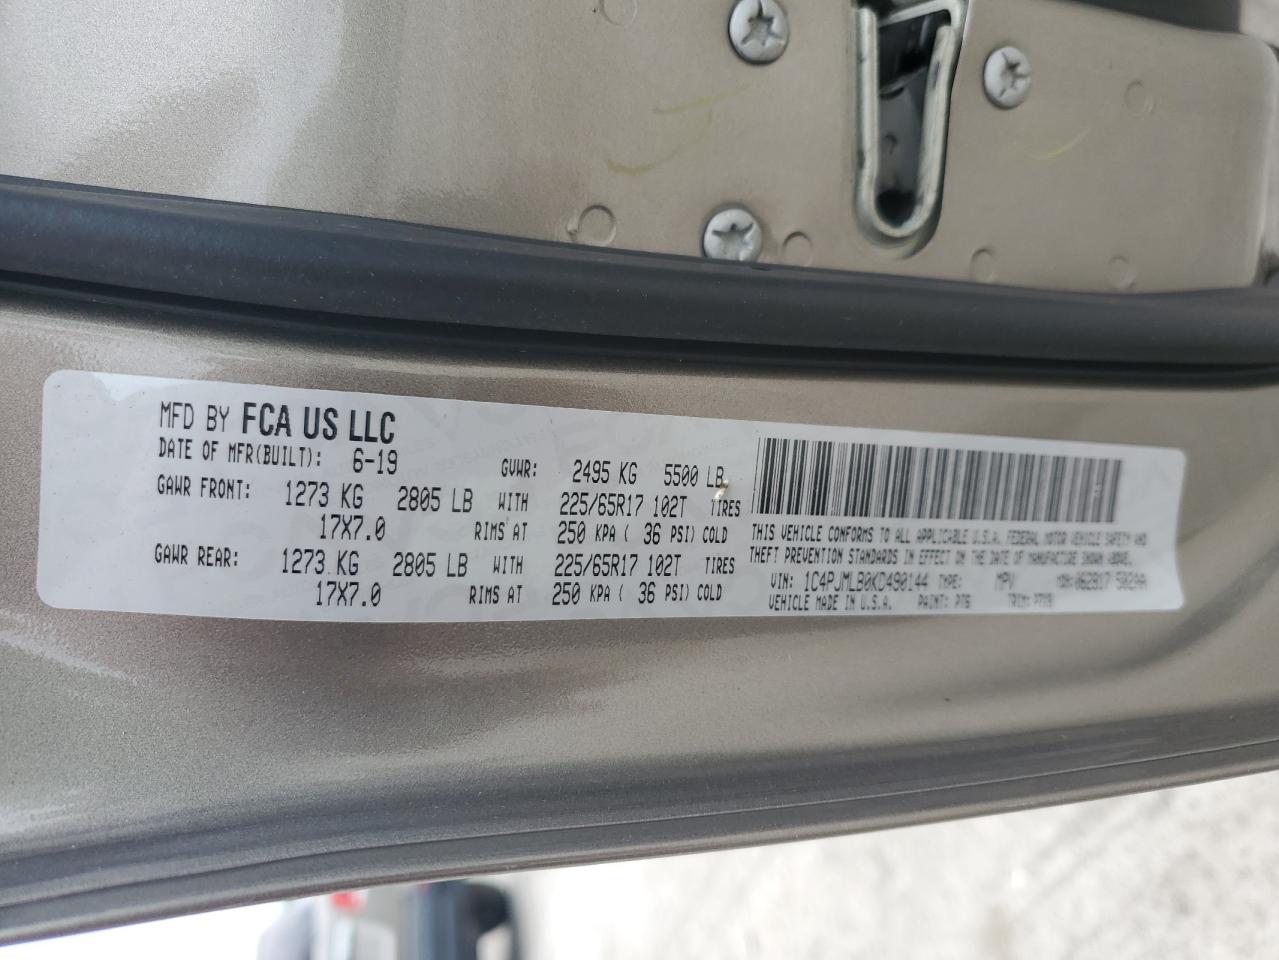 MFD BY FCA US LLC
DATE OF MFR(BUILT): 6-19 GVWR: 2495 KG 5500 LB
GAWR FRONT: 1273 KG 2805 LB WITH 225/65R17 102T TIRES
17X7.0 RIMS AT 250 KPA ( 36 PSI) COLD
GAWR REAR: 1273 KG 2805 LB WITH 225/65R17 102T TIRES
17X7.0 RIMS AT 250 KPA ( 36 PSI) COLD
THIS VEHICLE CONFORMS TO ALL APPLICABLE U.S.A. FEDERAL MOTOR VEHICLE SAFETY AND
THEFT PREVENTION STANDARDS IN EFFECT ON THE DATE OF MANUFACTURE SHOWN ABOVE.
VIN: 1C4PJMLB0KD490144 TYPE: MPV MDH: 062817 502AA
VEHICLE MADE IN U.S.A. PAINT: TRIM: